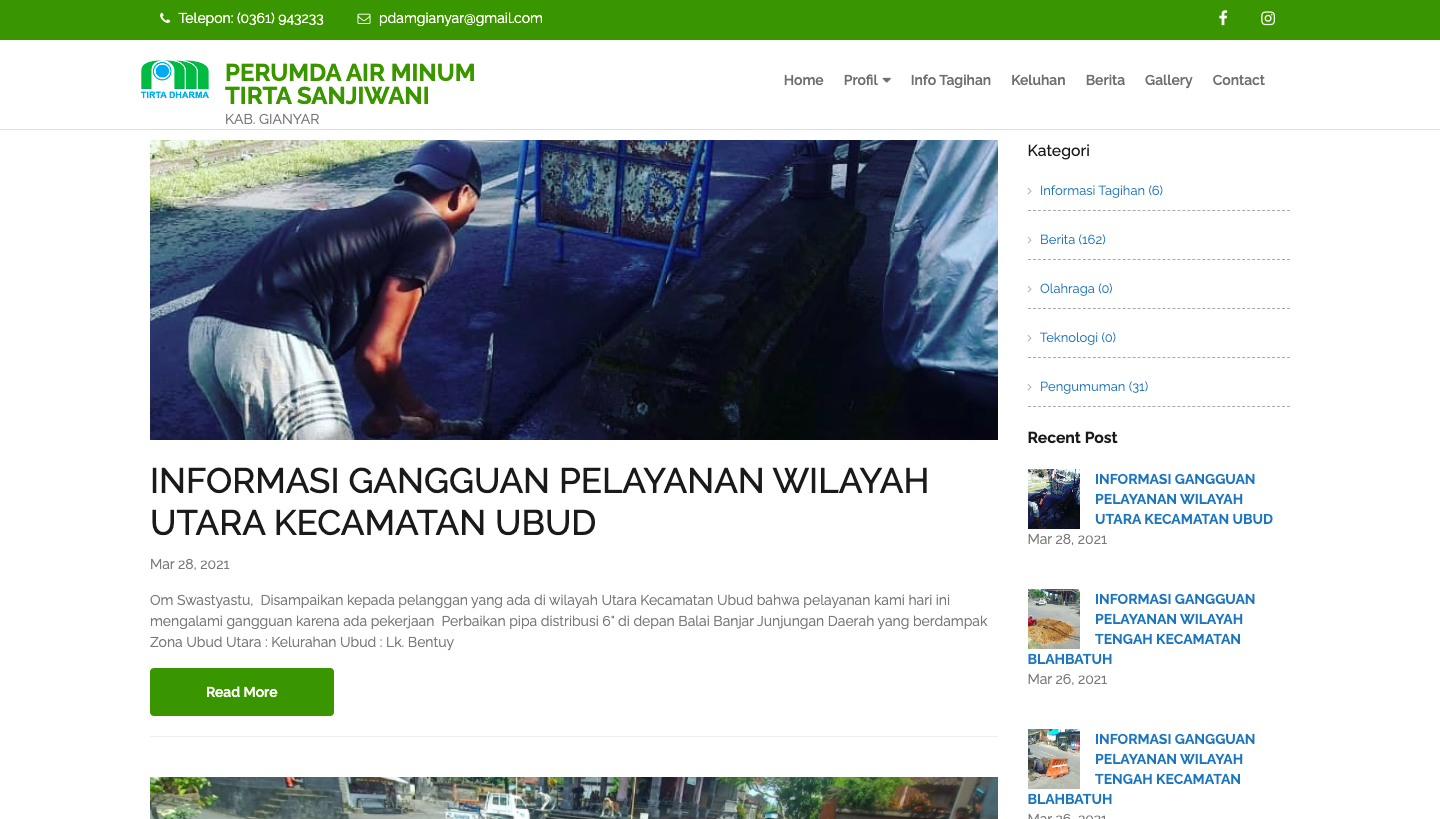 Telepon: (0361) 943233
pdamgianyar@gmail.com
TIRTA DHARMA
PERUMDA AIR MINUM
TIRTA SANJIWANI
KAB. GIANYAR
Home
Profil
Info Tagihan
Keluhan
Berita
Gallery
Contact
U D
INFORMASI GANGGUAN PELAYANAN WILAYAH
UTARA KECAMATAN UBUD
Mar 28, 2021
Om Swastyastu,  Disampaikan kepada pelanggan yang ada di wilayah Utara Kecamatan Ubud bahwa pelayanan kami hari ini
mengalami gangguan karena ada pekerjaan  Perbaikan pipa distribusi 6" di depan Balai Banjar Junjungan Daerah yang berdampak
Zona Ubud Utara : Kelurahan Ubud : Lk. Bentuy
Read More
Kategori
Informasi Tagihan (6)
Berita (162)
Olahraga (0)
Teknologi (0)
Pengumuman (31)
Recent Post
INFORMASI GANGGUAN
PELAYANAN WILAYAH
UTARA KECAMATAN UBUD
Mar 28, 2021
INFORMASI GANGGUAN
PELAYANAN WILAYAH
TENGAH KECAMATAN
BLAHBATUH
Mar 26, 2021
INFORMASI GANGGUAN
PELAYANAN WILAYAH
TENGAH KECAMATAN
BLAHBATUH
Mar 26, 2021